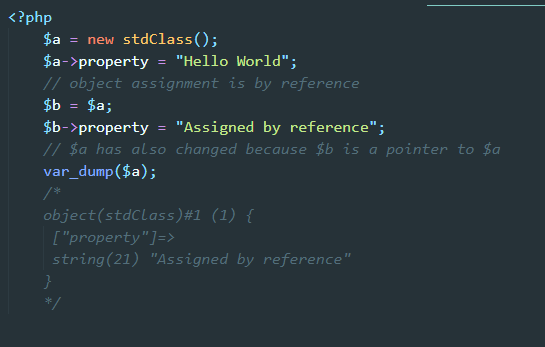 <?php
$a = new stdClass();
$a->property = "Hello World";
// object assignment is by reference
$b = $a;
$b->property = "Assigned by reference";
// $a has also changed because $b is a pointer to $a
var_dump($a);
/*
object(stdClass)#1 (1) {
["property"]=>
string(21) "Assigned by reference"
}
*/